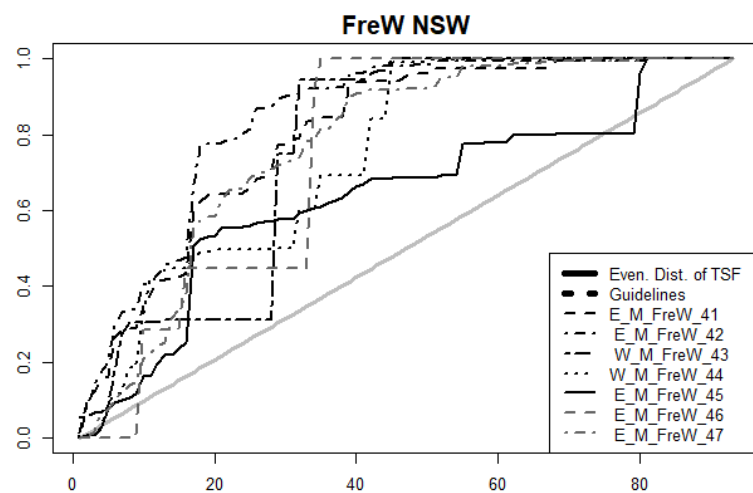 FreW NSW
1.0
0.8
0.6
0.4
0.2
0.0
0 20 40 60 80
Even. Dist. of TSF
Guidelines
E_M_FreW_41
E_M_FreW_42
W_M_FreW_43
W_M_FreW_44
E_M_FreW_45
E_M_FreW_46
E_M_FreW_47